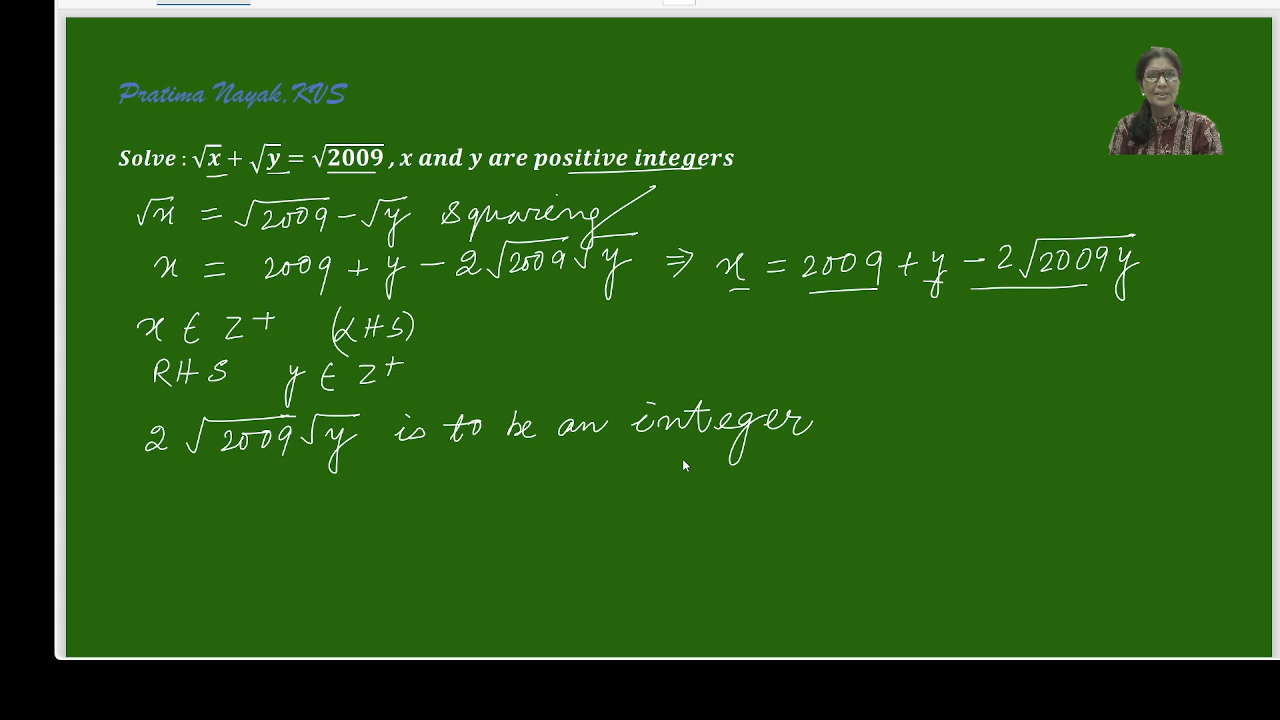 Pratima Nayak,KVS
Solve : √x + √y = √2009 , x and y are positive integers
√x = √2009 - √y squaring
x = 2009 + y - 2√2009 √y ⇒ x = 2009 + y - 2√2009y
x ∈ Z+ (LHS)
RHS y ∈ Z+
2 √2009 √y is to be an integer